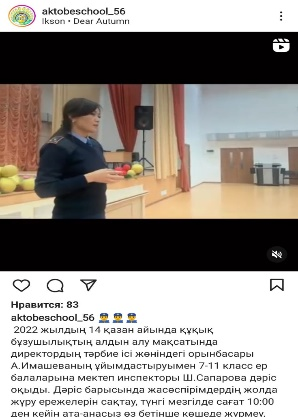 aktobeschool_56
Ikson • Dear Autumn
Нравится: 83
aktobeschool_56 👮‍♀️👮‍♀️👮‍♀️
2022 жылдың 14 қазан айында құқық
бұзушылықтың алдын алу мақсатында
директордың тәрбие ісі жөніндегі орынбасары
А.Имашеваның ұйымдастыруымен 7-11 класс ер
балаларына мектеп инспекторы Ш.Сапарова дәріс
оқыды. Дәріс барысында жасөспірімдердің жолда
жүру ережелерін сақтау, түнгі мезгілде сағат 10:00
ден кейін ата-анасыз өз бетінше көшеде жүрмеу,